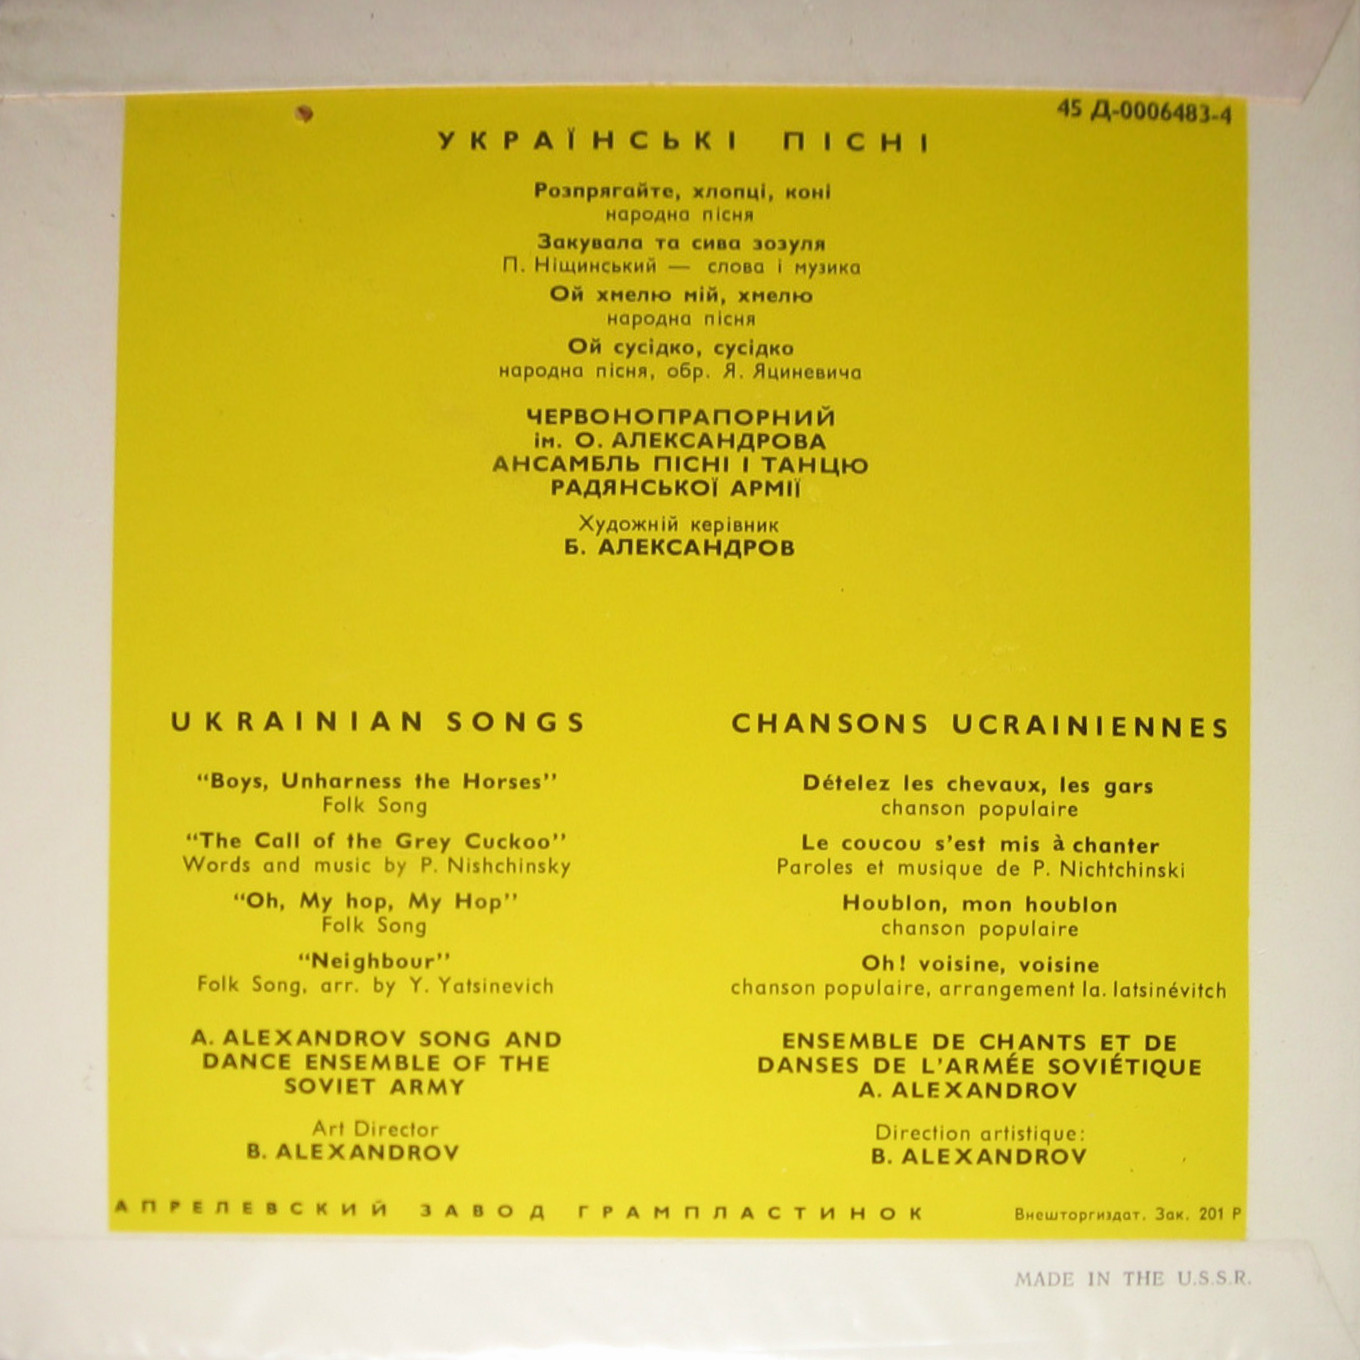 45 Д-0006483-4
УКРАЇНСЬКІ ПІСНІ
Розпрягайте, хлопці, коні
народна пісня
Закувала та сива зозуля
П. Ніщинський — слова і музика
Ой хмелю мій, хмелю
народна пісня
Ой сусідко, сусідко
народна пісня, обр. Я. Яциневича
ЧЕРВОНОПРАПОРНИЙ
ім. О. АЛЕКСАНДРОВА
АНСАМБЛЬ ПІСНІ І ТАНЦЮ
РАДЯНСЬКОЇ АРМІЇ
Художній керівник
Б. АЛЕКСАНДРОВ
UKRAINIAN SONGS
“Boys, Unharness the Horses”
Folk Song
“The Call of the Grey Cuckoo”
Words and music by P. Nishchinsky
“Oh, My hop, My Hop”
Folk Song
“Neighbour”
Folk Song, arr. by Y. Yatsinevich
A. ALEXANDROV SONG AND
DANCE ENSEMBLE OF THE
SOVIET ARMY
Art Director
B. ALEXANDROV
CHANSONS UCRAINIENNES
Dételez les chevaux, les gars
chanson populaire
Le coucou s’est mis à chanter
Paroles et musique de P. Nichtchinski
Houblon, mon houblon
chanson populaire
Oh! voisine, voisine
chanson populaire, arrangement Ia. Iatsinévitch
ENSEMBLE DE CHANTS ET DE
DANSES DE L’ARMÉE SOVIÉTIQUE
A. ALEXANDROV
Direction artistique:
B. ALEXANDROV
АПРЕЛЕВСКИЙ ЗАВОД ГРАМПЛАСТИНОК
Внешторгиздат. Зак. 201 Р
MADE IN THE U.S.S.R.